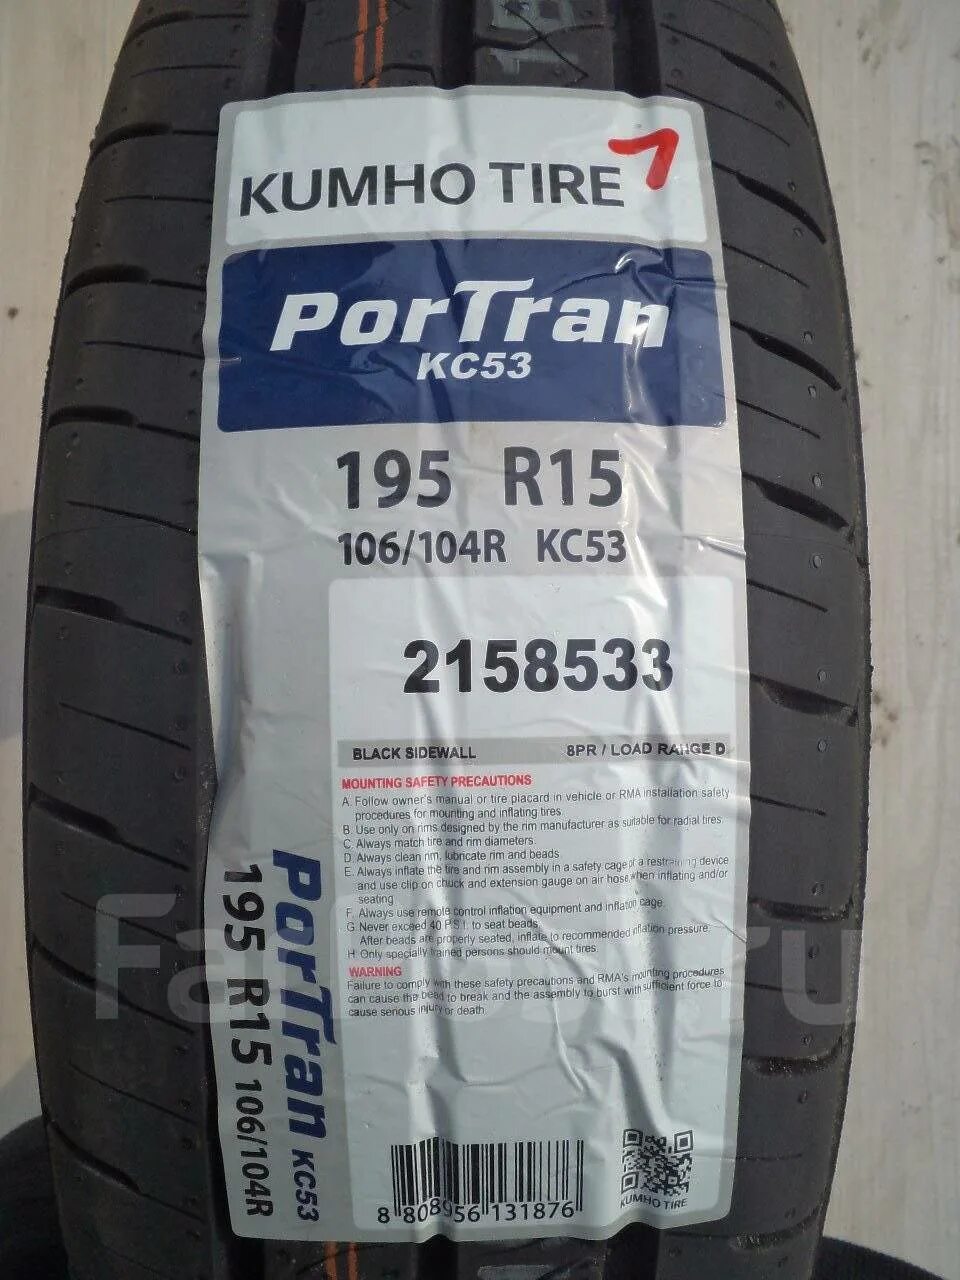 KUMHO TIRE
PorTran
KC53
195 R15
106/104R KC53
2158533
BLACK SIDEWALL 8PR / LOAD RANGE D
MOUNTING SAFETY PRECAUTIONS
A. Follow owner's manual or tire placard in vehicle or RMA installation safety
procedures for mounting and inflating tires.
B. Use only on rims designed by the rim manufacturer as suitable for radial tires.
C. Always match tire and rim diameters.
D. Always clean rim, lubricate rim and beads.
E. Always inflate the tire and rim assembly in a safety cage of a restraining device
and use clip on chuck and extension gauge on air hose when inflating and/or
seating
F. Always use remote control inflation equipment and inflation cage.
G. Never exceed 40 P.S.I. to seat beads.
After beads are properly seated, inflate to recommended inflation pressure.
H. Only specially trained persons should mount tires.
WARNING
Failure to comply with these safety precautions and RMA's mounting procedures
can cause the bead to break and the assembly to burst with sufficient force to
cause serious injury or death.
PorTran KC53
195 R15 106/104R
8 808956 131876
KUMHO TIRE